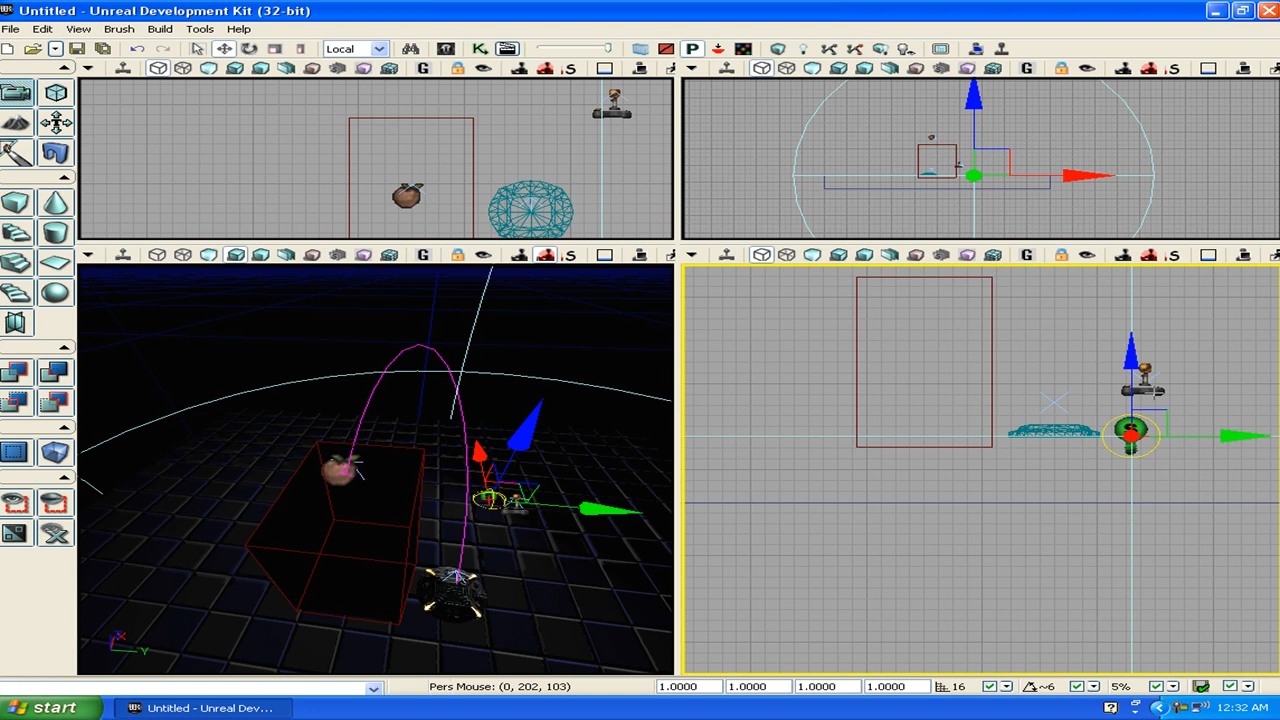 Untitled - Unreal Development Kit (32-bit)
File Edit View Brush Build Tools Help
Local
K
P
G
S
G
S
G
S
G
S
X
Y
Pers Mouse: (0, 202, 103)
1.0000
1.0000
1.0000
1.0000
16
~6
5%
start
Untitled - Unreal Dev...
12:32 AM